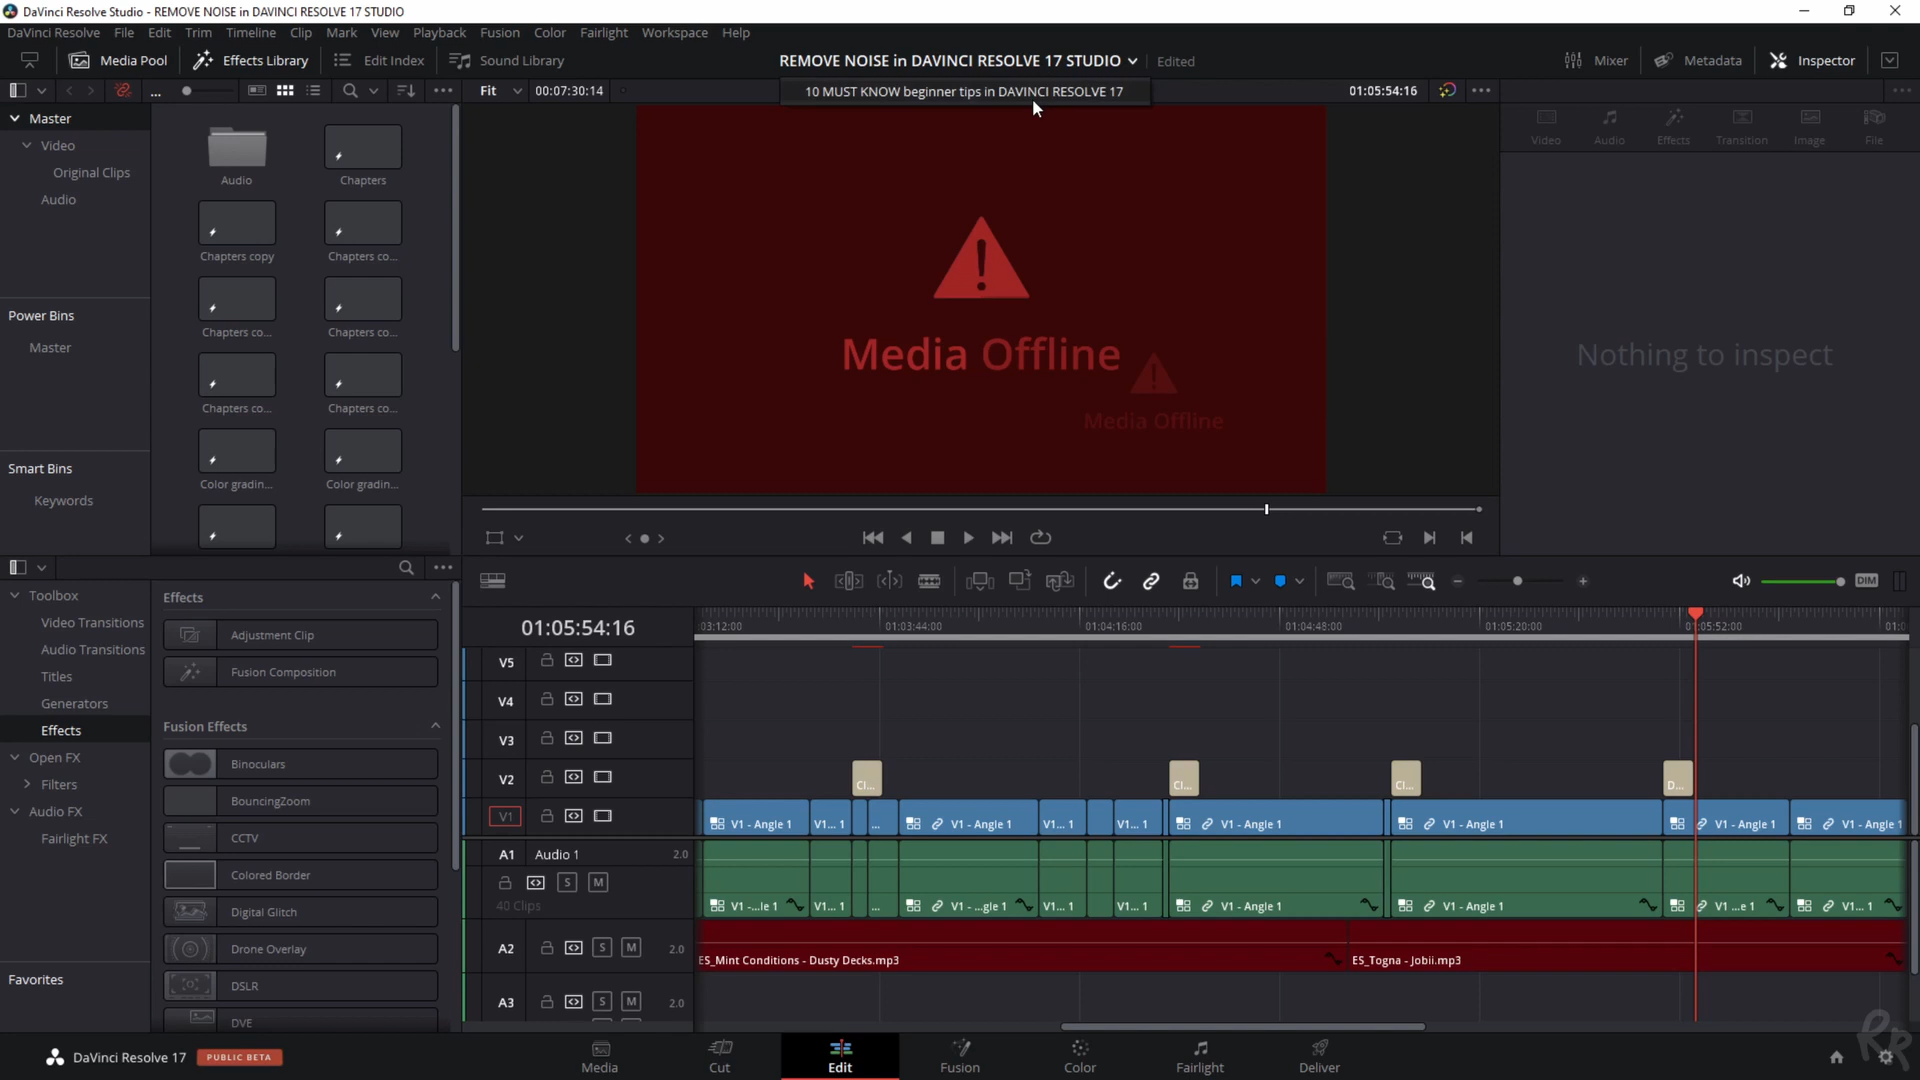 DaVinci Resolve Studio - REMOVE NOISE in DAVINCI RESOLVE 17 STUDIO
DaVinci Resolve File Edit Trim Timeline Clip Mark View Playback Fusion Color Fairlight Workspace Help
Media Pool Effects Library Edit Index Sound Library REMOVE NOISE in DAVINCI RESOLVE 17 STUDIO Edited Mixer Metadata Inspector
... Fit 00:07:30:14 10 MUST KNOW beginner tips in DAVINCI RESOLVE 17 01:05:54:16
Master
Video
Original Clips
Audio
Power Bins
Master
Smart Bins
Keywords
Audio Chapters
Chapters copy Chapters co...
Chapters co... Chapters co...
Chapters co... Chapters co...
Color gradin... Color gradin...
Media Offline
Media Offline
Video Audio Effects Transition Image File
Nothing to inspect
Toolbox
Video Transitions
Audio Transitions
Titles
Generators
Effects
Open FX
Filters
Audio FX
Fairlight FX
Favorites
Effects
Adjustment Clip
Fusion Composition
Fusion Effects
Binoculars
BouncingZoom
CCTV
Colored Border
Digital Glitch
Drone Overlay
DSLR
DVE
DIM
01:05:54:16 :03:12:00 01:03:44:00 01:04:16:00 01:04:48:00 01:05:20:00 01:05:52:00 01:0
V5
V4
V3
V2 Cl... Cl... Cl... D...
V1 V1 - Angle 1 V1... 1 ... V1 - Angle 1 V1... 1 V1... 1 V1 - Angle 1 V1 - Angle 1 V1 - Angle 1 V1 - Angle 1
A1 Audio 1 2.0
S M
40 Clips V1 -...le 1 V1... 1 ... V1 - ...gle 1 V1... 1 V1... 1 V1 - Angle 1 V1 - Angle 1 V1 ...e 1 V1... 1
A2 S M 2.0 ES_Mint Conditions - Dusty Decks.mp3 ES_Togna - Jobii.mp3
A3 S M 2.0
DaVinci Resolve 17 PUBLIC BETA Media Cut Edit Fusion Color Fairlight Deliver
RR